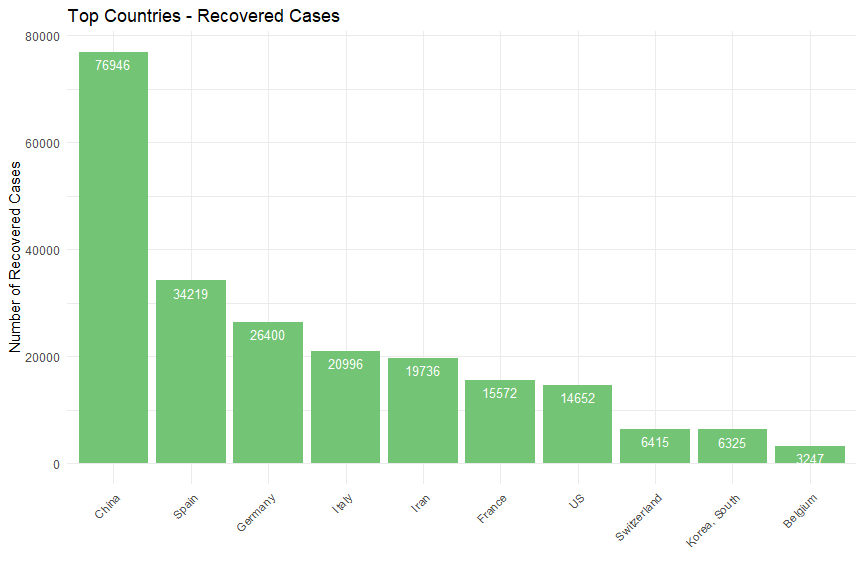 Top Countries - Recovered Cases
Number of Recovered Cases
80000
60000
40000
20000
0
76946
34219
26400
20996
19736
15572
14652
6415
6325
3247
China
Spain
Germany
Italy
Iran
France
US
Switzerland
Korea, South
Belgium